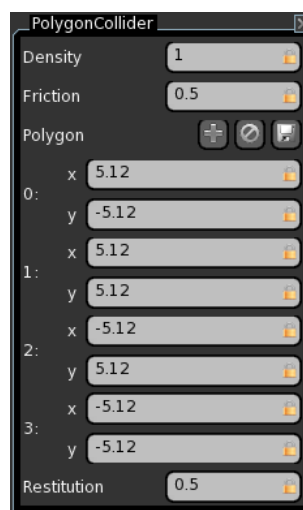 PolygonCollider
Density 1
Friction 0.5
Polygon
0:
x 5.12
y -5.12
1:
x 5.12
y 5.12
2:
x -5.12
y 5.12
3:
x -5.12
y -5.12
Restitution 0.5